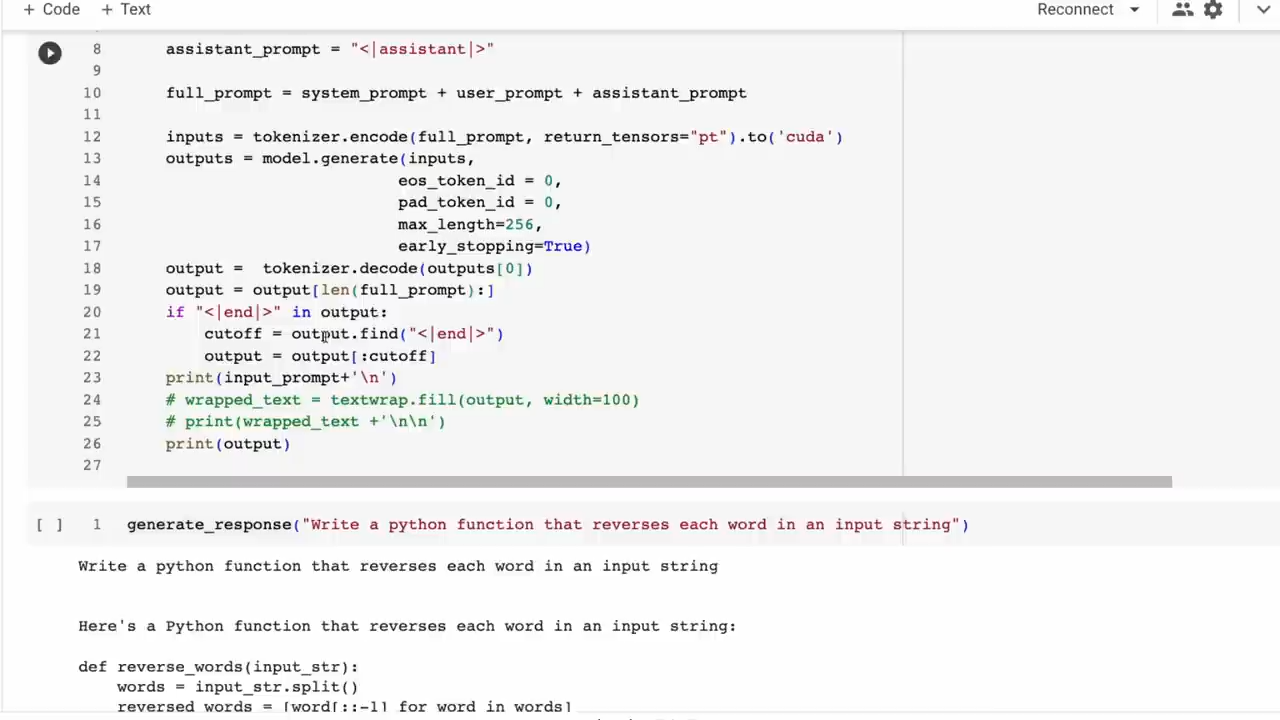 + Code + Text Reconnect
8 assistant_prompt = "<|assistant|>"
9
10 full_prompt = system_prompt + user_prompt + assistant_prompt
11
12 inputs = tokenizer.encode(full_prompt, return_tensors="pt").to('cuda')
13 outputs = model.generate(inputs,
14 eos_token_id = 0,
15 pad_token_id = 0,
16 max_length=256,
17 early_stopping=True)
18 output =  tokenizer.decode(outputs[0])
19 output = output[len(full_prompt):]
20 if "<|end|>" in output:
21 cutoff = output.find("<|end|>")
22 output = output[:cutoff]
23 print(input_prompt+'\n')
24 # wrapped_text = textwrap.fill(output, width=100)
25 # print(wrapped_text +'\n\n')
26 print(output)
27
[ ] 1 generate_response("Write a python function that reverses each word in an input string")
Write a python function that reverses each word in an input string
Here's a Python function that reverses each word in an input string:
def reverse_words(input_str):
words = input_str.split()
reversed_words = [word[::-1] for word in words]